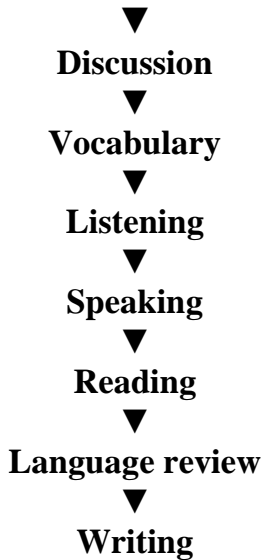 ▼
Discussion
▼
Vocabulary
▼
Listening
▼
Speaking
▼
Reading
▼
Language review
▼
Writing